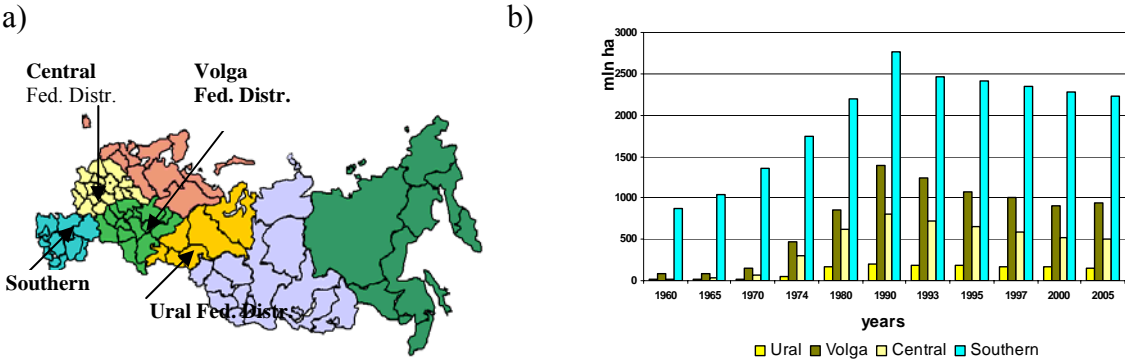 a)
Central
Fed. Distr.
Volga
Fed. Distr.
Southern
Ural Fed. Distr.
b)
mln ha
3000
2500
2000
1500
1000
500
0
1960 1965 1970 1974 1980 1990 1993 1995 1997 2000 2005
years
Ural Volga Central Southern